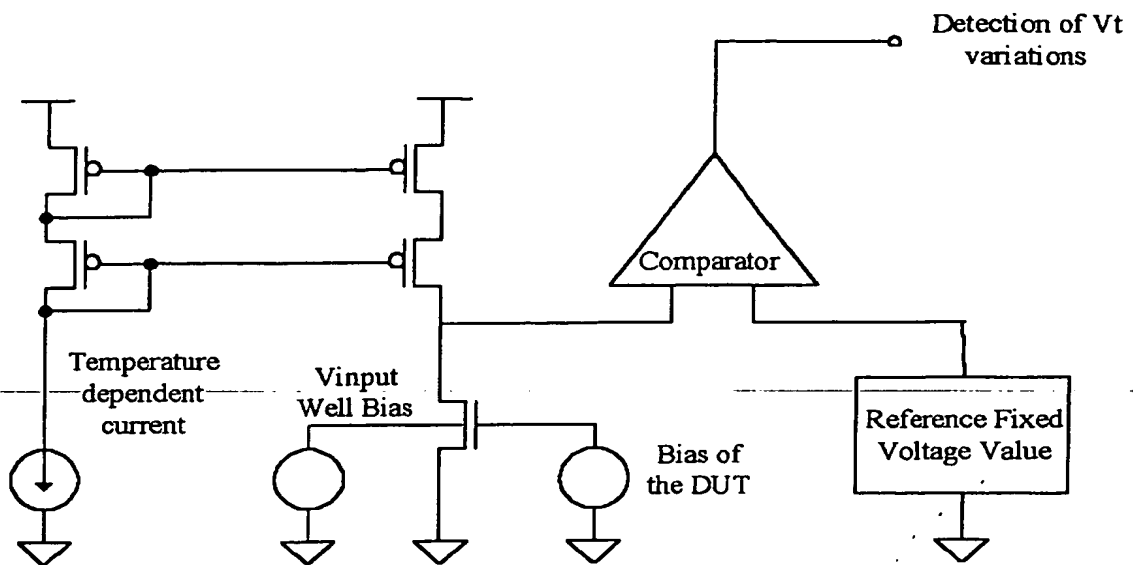 Detection of Vt
variations
Comparator
Temperature
dependent
current
Vinput
Well Bias
Bias of
the DUT
Reference Fixed
Voltage Value